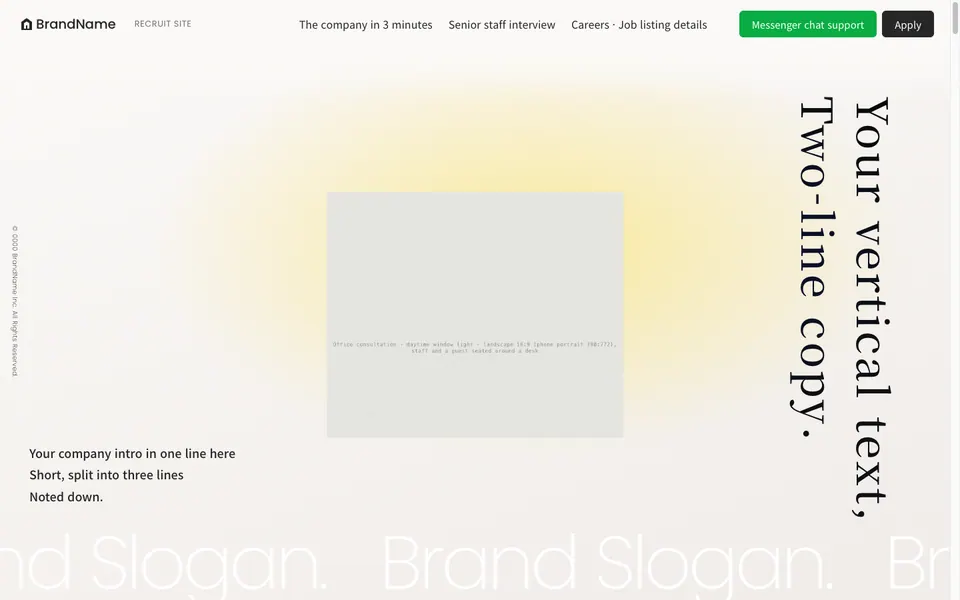 BrandName
RECRUIT SITE
The company in 3 minutes
Senior staff interview
Careers · Job listing details
Messenger chat support
Apply
Your vertical text,
Two-line copy.
Office consultation - daytime window light - landscape 16:9 (phone portrait
staff and a guest seated around a desk
© 0000 BrandName Inc. All Rights Reserved.
Your company intro in one line here
Short, split into three lines
Noted down.
nd Slogan. Brand Slogan. Br